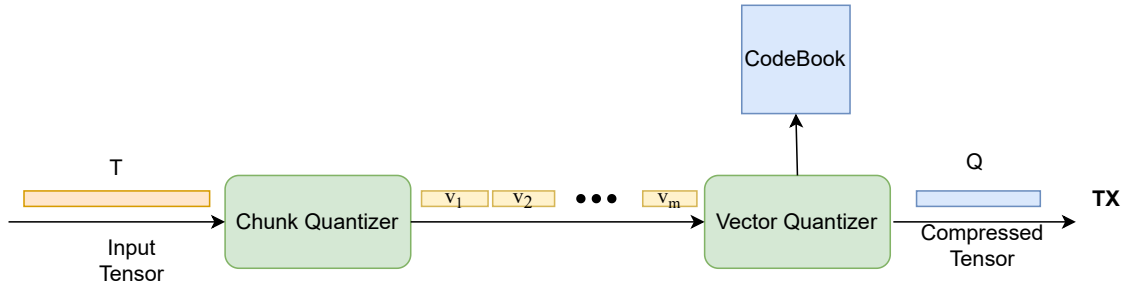 CodeBook
T
Q
v1
v2
•••
vm
TX
Chunk Quantizer
Vector Quantizer
Input
Tensor
Compressed
Tensor